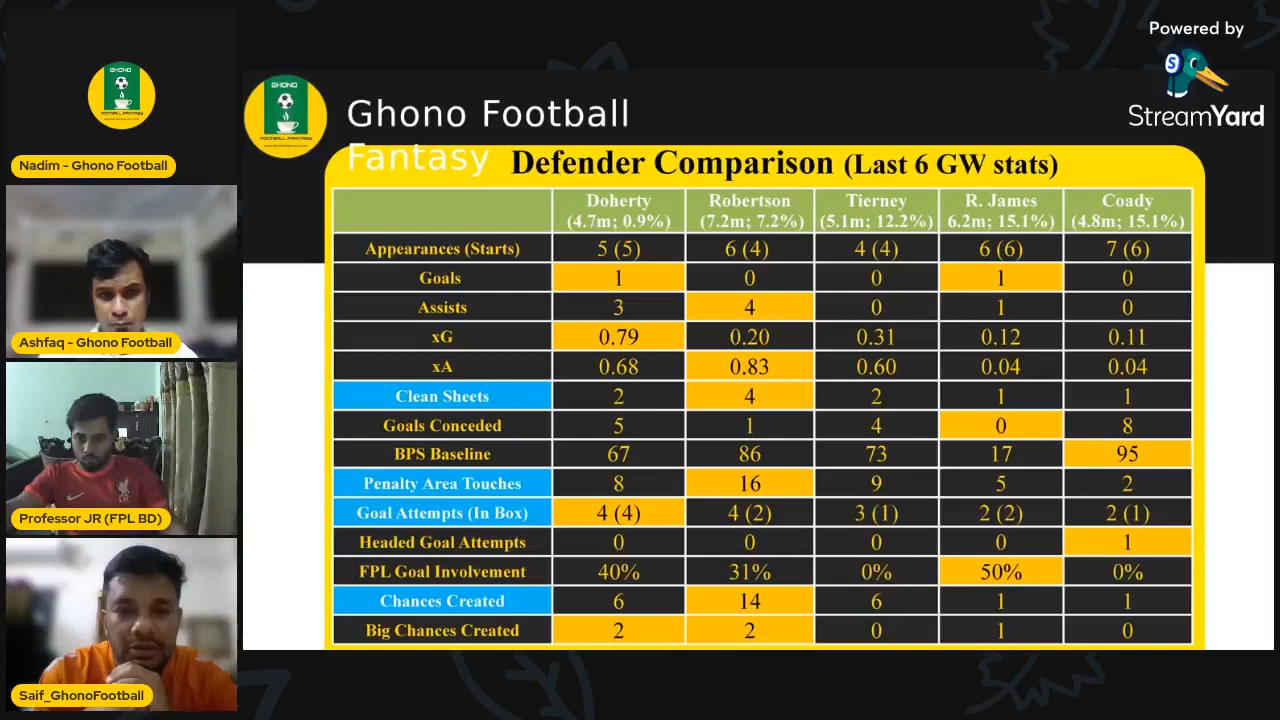 Powered by
StreamYard
GHONO
Nadim - Ghono Football
Ashfaq - Ghono Football
Professor JR (FPL BD)
Saif_GhonoFootball
GHONO
Ghono Football
Fantasy
Defender Comparison (Last 6 GW stats)
Doherty (4.7m; 0.9%) Robertson (7.2m; 7.2%) Tierney (5.1m; 12.2%) R. James 6.2m; 15.1%) Coady (4.8m; 15.1%)
Appearances (Starts) 5 (5) 6 (4) 4 (4) 6 (6) 7 (6)
Goals 1 0 0 1 0
Assists 3 4 0 1 0
xG 0.79 0.20 0.31 0.12 0.11
xA 0.68 0.83 0.60 0.04 0.04
Clean Sheets 2 4 2 1 1
Goals Conceded 5 1 4 0 8
BPS Baseline 67 86 73 17 95
Penalty Area Touches 8 16 9 5 2
Goal Attempts (In Box) 4 (4) 4 (2) 3 (1) 2 (2) 2 (1)
Headed Goal Attempts 0 0 0 0 1
FPL Goal Involvement 40% 31% 0% 50% 0%
Chances Created 6 14 6 1 1
Big Chances Created 2 2 0 1 0